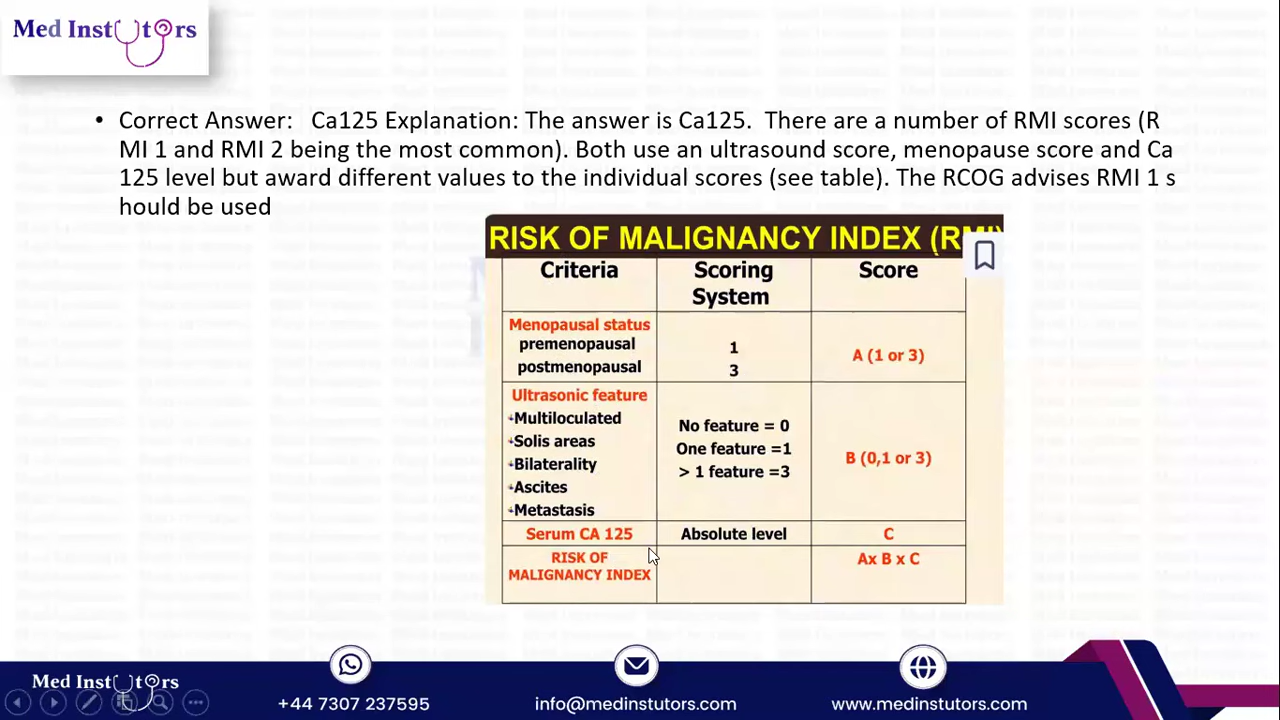 Med Instutors
• Correct Answer: Ca125 Explanation: The answer is Ca125. There are a number of RMI scores (R
MI 1 and RMI 2 being the most common). Both use an ultrasound score, menopause score and Ca
125 level but award different values to the individual scores (see table). The RCOG advises RMI 1 s
hould be used
RISK OF MALIGNANCY INDEX (RMI)
Criteria
Scoring
System
Score
Menopausal status
premenopausal
postmenopausal
1
3
A (1 or 3)
Ultrasonic feature
Multiloculated
Solis areas
Bilaterality
Ascites
Metastasis
No feature = 0
One feature =1
> 1 feature =3
B (0,1 or 3)
Serum CA 125
Absolute level
C
RISK OF
MALIGNANCY INDEX
Ax B x C
Med Instutors
+44 7307 237595
info@medinstutors.com
www.medinstutors.com